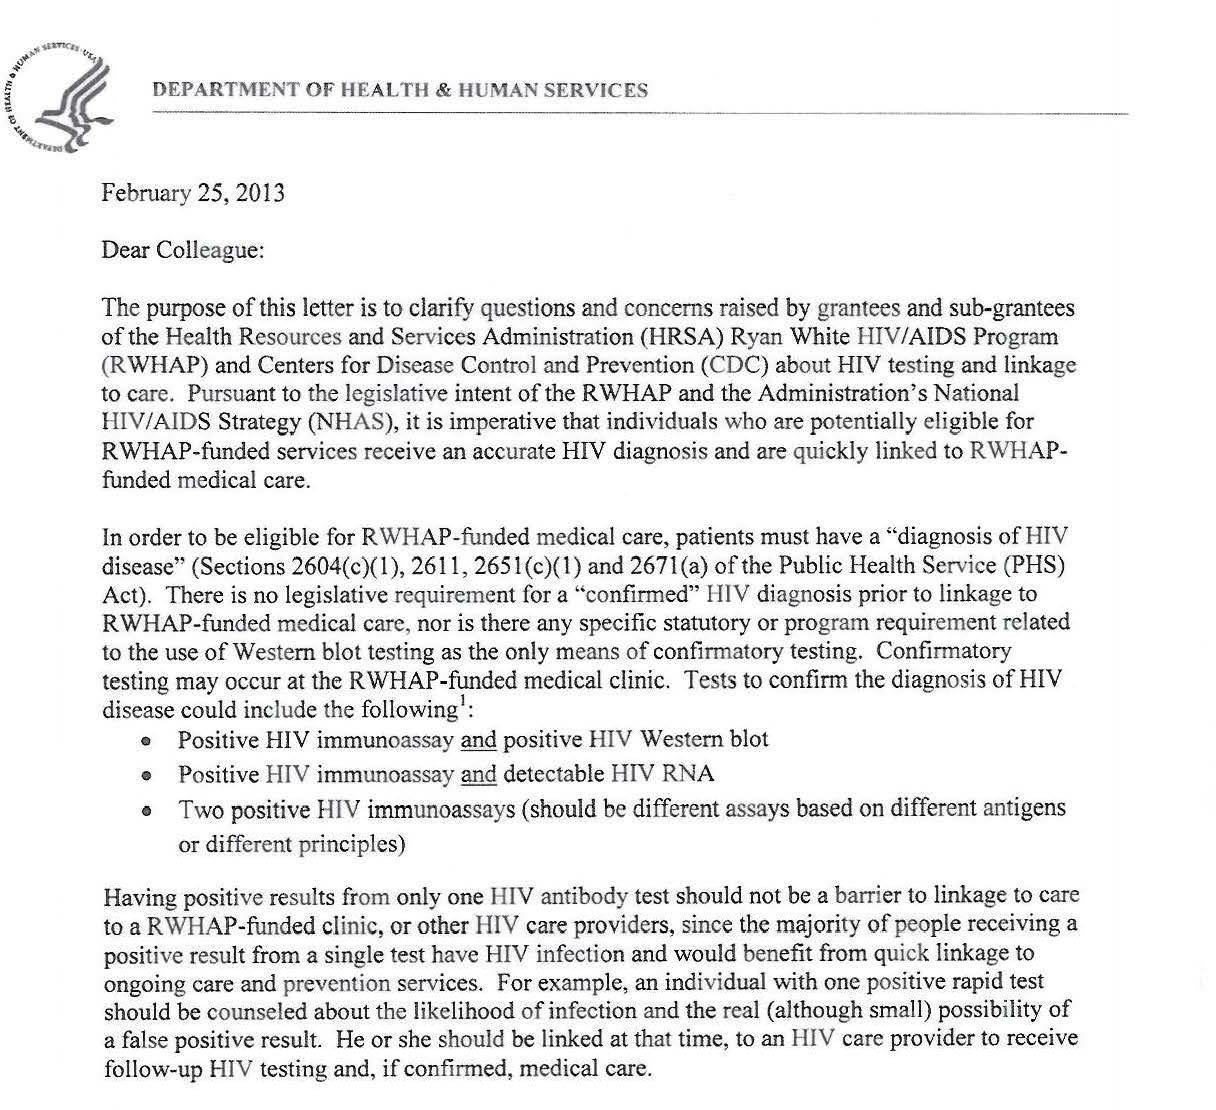 DEPARTMENT OF HEALTH & HUMAN SERVICES · USA
DEPARTMENT OF HEALTH & HUMAN SERVICES
February 25, 2013
Dear Colleague:
The purpose of this letter is to clarify questions and concerns raised by grantees and sub-grantees
of the Health Resources and Services Administration (HRSA) Ryan White HIV/AIDS Program
(RWHAP) and Centers for Disease Control and Prevention (CDC) about HIV testing and linkage
to care. Pursuant to the legislative intent of the RWHAP and the Administration's National
HIV/AIDS Strategy (NHAS), it is imperative that individuals who are potentially eligible for
RWHAP-funded services receive an accurate HIV diagnosis and are quickly linked to RWHAP-
funded medical care.
In order to be eligible for RWHAP-funded medical care, patients must have a “diagnosis of HIV
disease” (Sections 2604(c)(1), 2611, 2651(c)(1) and 2671(a) of the Public Health Service (PHS)
Act). There is no legislative requirement for a “confirmed” HIV diagnosis prior to linkage to
RWHAP-funded medical care, nor is there any specific statutory or program requirement related
to the use of Western blot testing as the only means of confirmatory testing. Confirmatory
testing may occur at the RWHAP-funded medical clinic. Tests to confirm the diagnosis of HIV
disease could include the following¹:
• Positive HIV immunoassay and positive HIV Western blot
• Positive HIV immunoassay and detectable HIV RNA
• Two positive HIV immunoassays (should be different assays based on different antigens
or different principles)
Having positive results from only one HIV antibody test should not be a barrier to linkage to care
to a RWHAP-funded clinic, or other HIV care providers, since the majority of people receiving a
positive result from a single test have HIV infection and would benefit from quick linkage to
ongoing care and prevention services. For example, an individual with one positive rapid test
should be counseled about the likelihood of infection and the real (although small) possibility of
a false positive result. He or she should be linked at that time, to an HIV care provider to receive
follow-up HIV testing and, if confirmed, medical care.